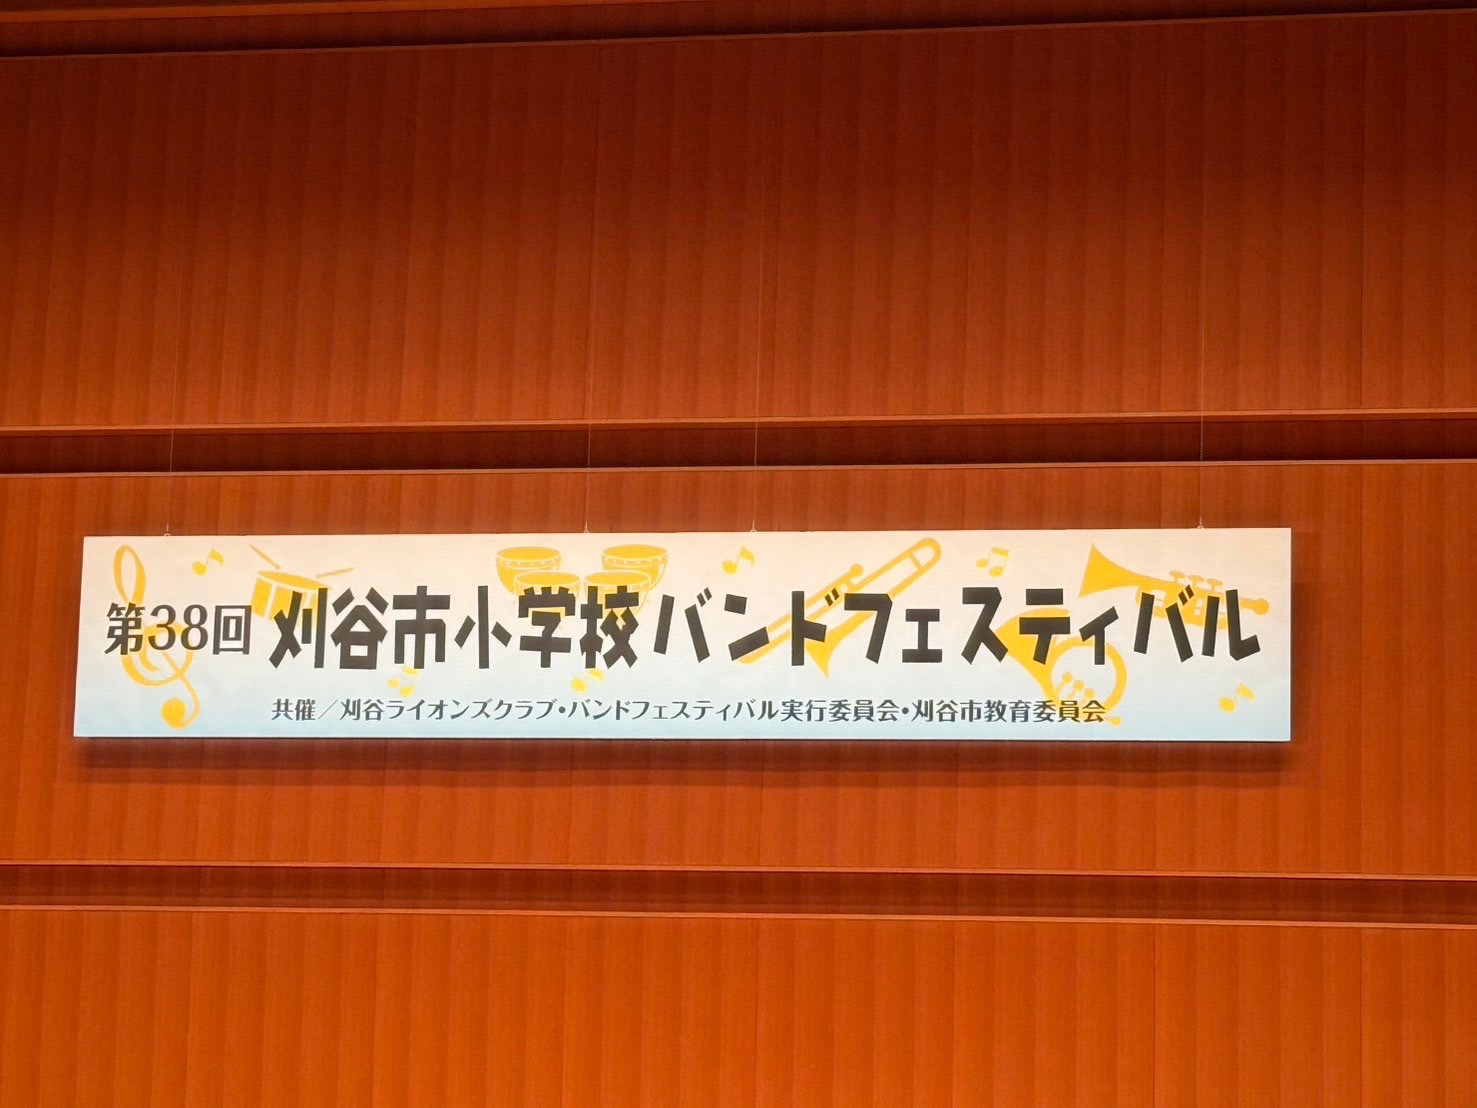 第38回 刈谷市小学校バンドフェスティバル
共催／刈谷ライオンズクラブ・バンドフェスティバル実行委員会・刈谷市教育委員会